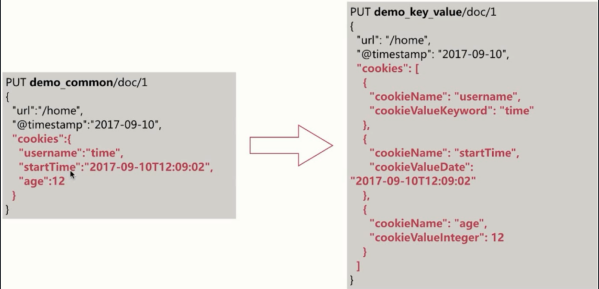 PUT demo_common/doc/1
{
"url":"/home",
"@timestamp":"2017-09-10",
"cookies":{
"username":"time",
"startTime":"2017-09-10T12:09:02",
"age":12
}
}
PUT demo_key_value/doc/1
{
"url": "/home",
"@timestamp": "2017-09-10",
"cookies": [
{
"cookieName": "username",
"cookieValueKeyword": "time"
},
{
"cookieName": "startTime",
"cookieValueDate":
"2017-09-10T12:09:02"
},
{
"cookieName": "age",
"cookieValueInteger": 12
}
]
}